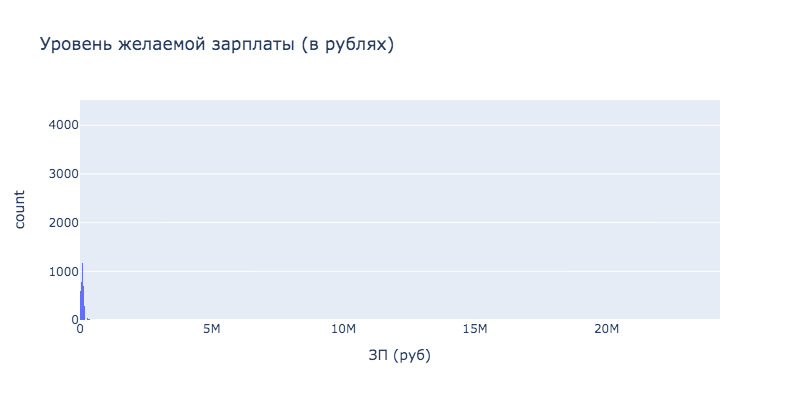 Уровень желаемой зарплаты (в рублях)
4000
3000
2000
1000
0
count
0 5M 10M 15M 20M
ЗП (руб)